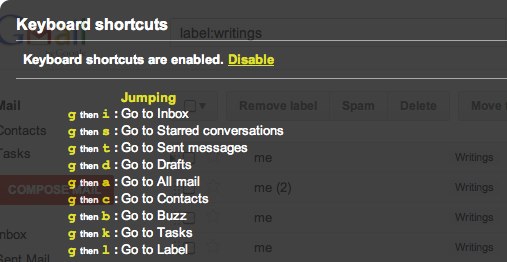 Keyboard shortcuts
label:writings
Keyboard shortcuts are enabled. Disable
Jumping
Mail
Remove label Spam Delete Move
g then i : Go to Inbox
Contacts
g then s : Go to Starred conversations
Tasks
g then t : Go to Sent messages
me Writings
g then d : Go to Drafts
COMPOSE MAIL
g then a : Go to All mail
me (2) Writings
g then c : Go to Contacts
g then b : Go to Buzz
me Writings
g then k : Go to Tasks
Inbox
g then l : Go to Label
me Writings
Sent Mail